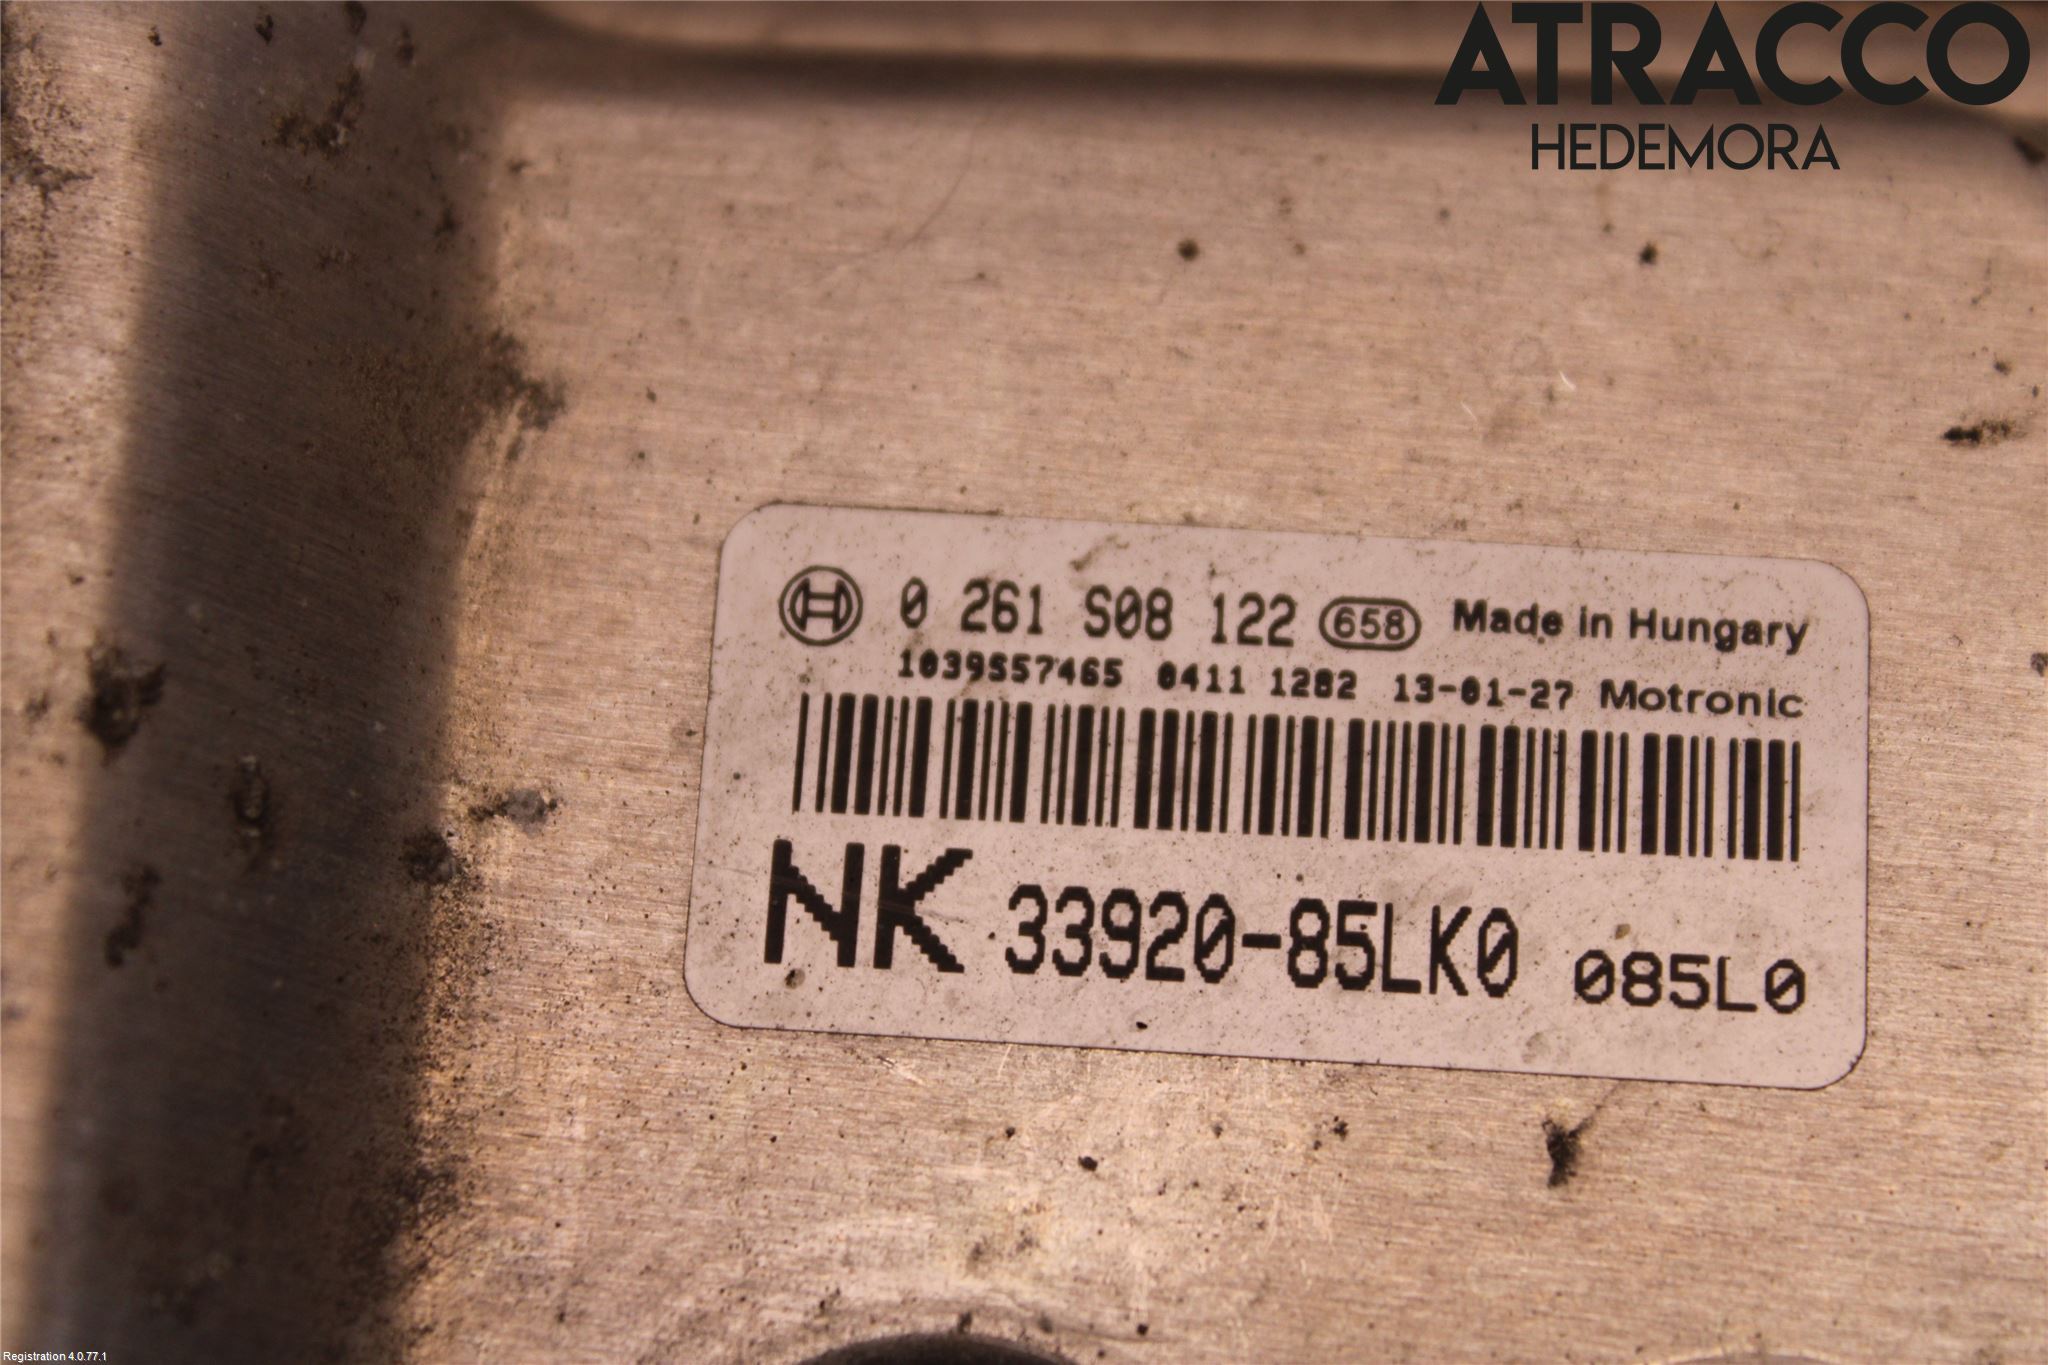 ATRACCO
HEDEMORA
0 261 S08 122 658 Made in Hungary
1039S57465 0411 1282 13-01-27 Motronic
NK 33920-85LK0 085L0
Registration 4.0.77.1